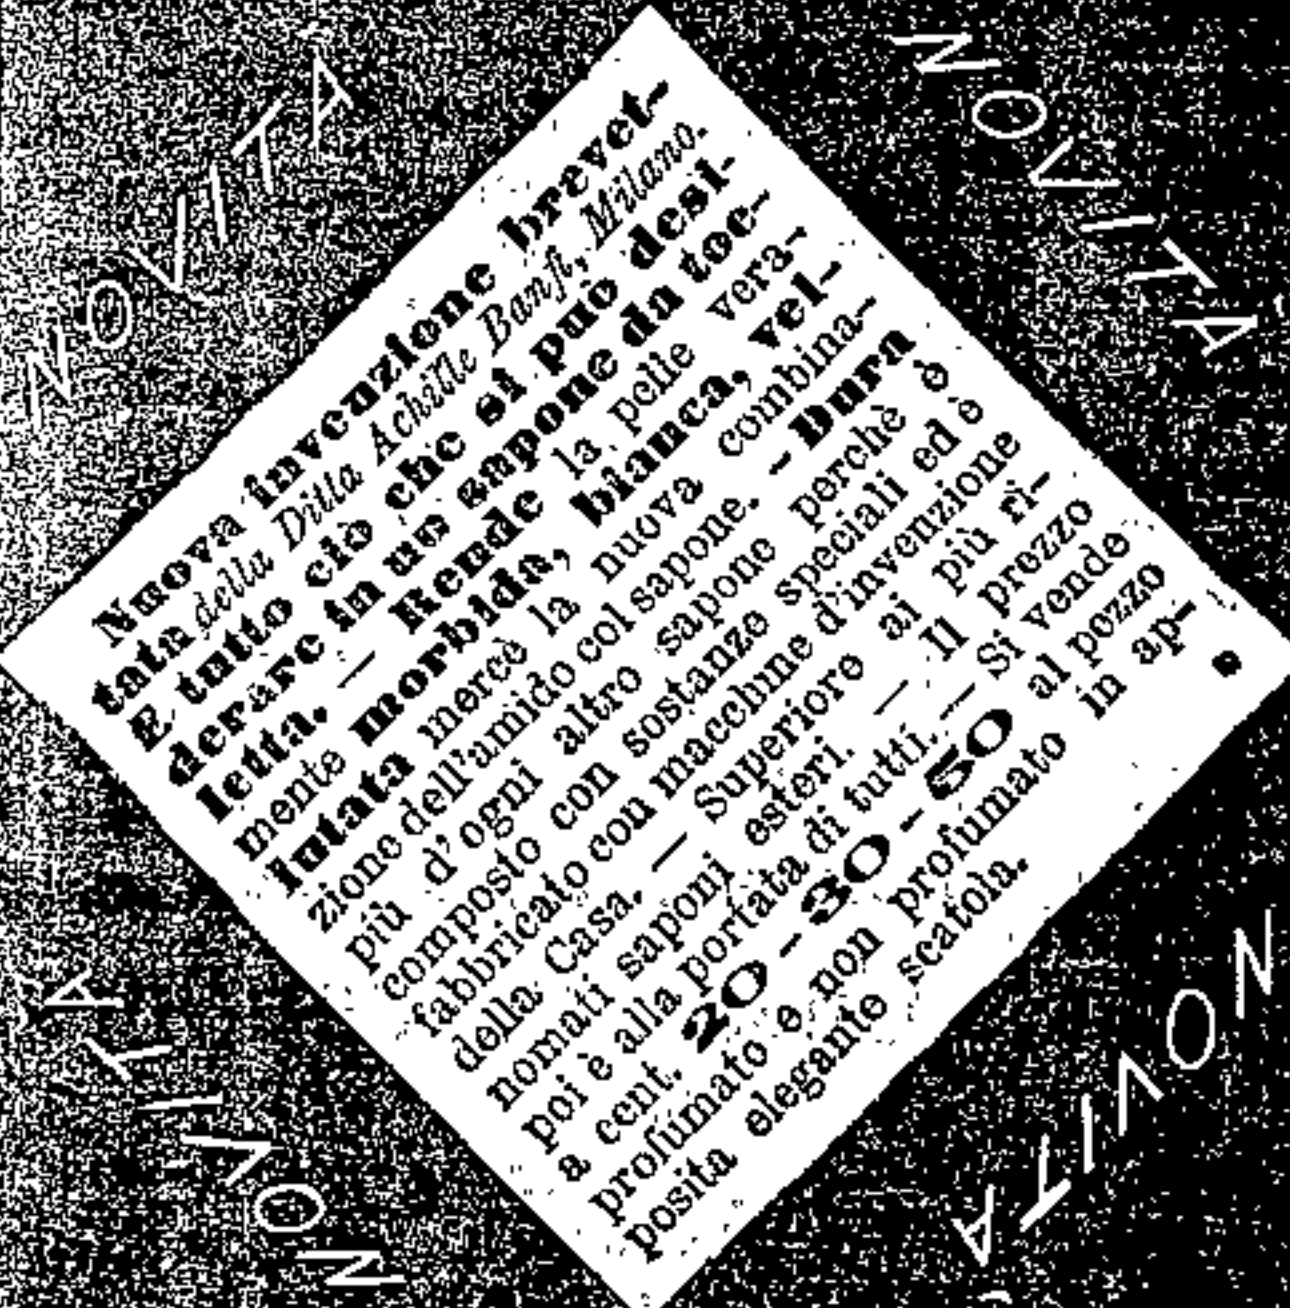 NOVITÀ
NOVITÀ
Nuova invenzione brevet-
tata della Ditta Achille Banfi, Milano.
E tutto ciò che si può desi-
derare in un sapone da toe-
letta. — Rende la pelle vera-
mente morbida, bianca, vel-
lutata mercè la nuova combina-
zione dell'amido col sapone. — Dura
più d'ogni altro sapone perchè è
composto con sostanze speciali ed è
fabbricato con macchine d'invenzione
della Casa. — Superiore ai più ri-
nomati saponi esteri. — Il prezzo
poi è alla portata di tutti. — Si vende
a cent. 20 - 30 - 50 al pezzo
profumato e non profumato in ap-
posita elegante scatola.
NOVITÀ
NOVITÀ